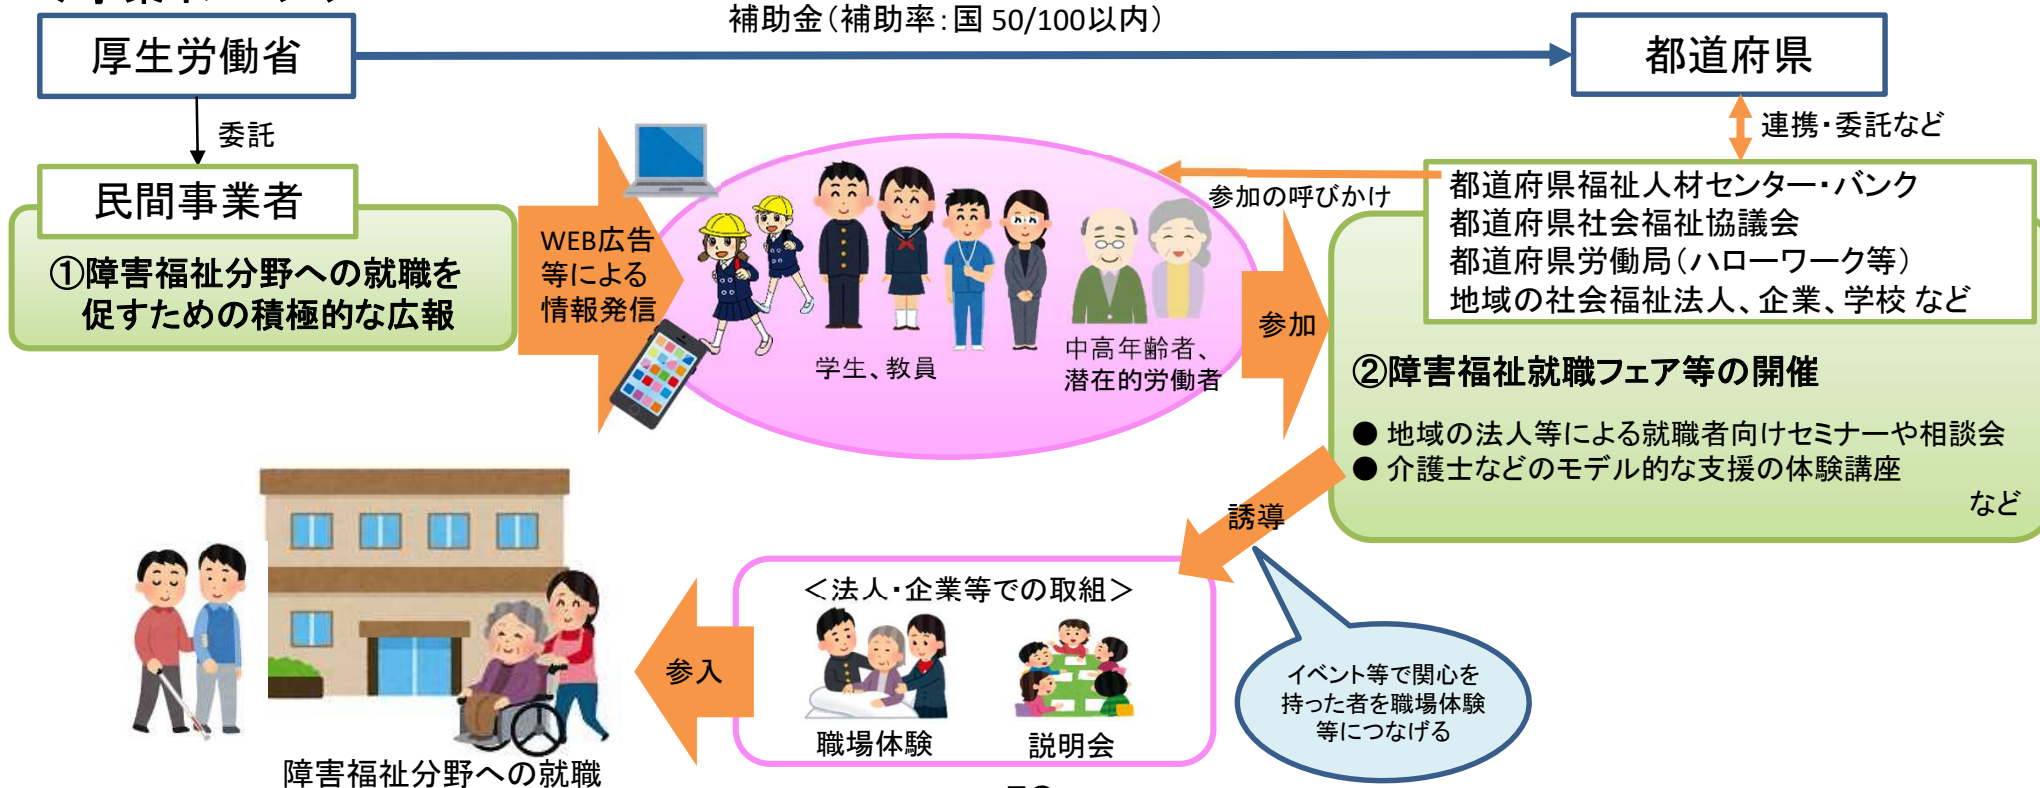 補助金（補助率：国 50/100以内）
厚生労働省
都道府県
委託
連携・委託など
民間事業者
①障害福祉分野への就職を
促すための積極的な広報
WEB広告
等による
情報発信
学生、教員
中高年齢者、
潜在的労働者
参加の呼びかけ
参加
都道府県福祉人材センター・バンク
都道府県社会福祉協議会
都道府県労働局（ハローワーク等）
地域の社会福祉法人、企業、学校 など
②障害福祉就職フェア等の開催
● 地域の法人等による就職者向けセミナーや相談会
● 介護士などのモデル的な支援の体験講座
など
誘導
イベント等で関心を
持った者を職場体験
等につなげる
＜法人・企業等での取組＞
職場体験
説明会
参入
障害福祉分野への就職